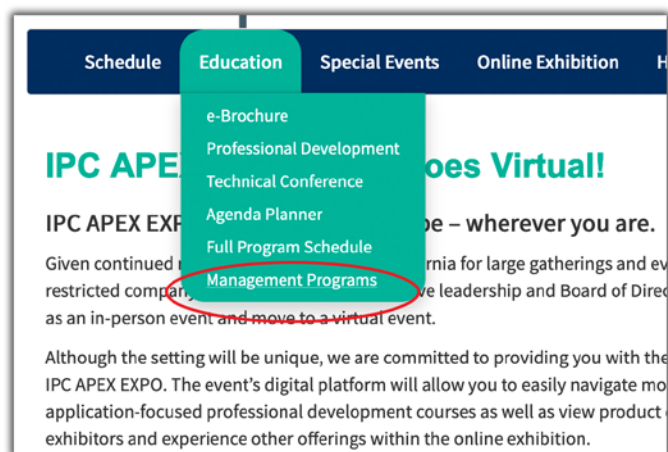 Schedule Education Special Events Online Exhibition H
e-Brochure
Professional Development
Technical Conference
Agenda Planner
Full Program Schedule
Management Programs
IPC APE oes Virtual!
IPC APEX EXP – wherever you are.
Given continued rnia for large gatherings and ev
restricted company ve leadership and Board of Direc
as an in-person event and move to a virtual event.
Although the setting will be unique, we are committed to providing you with the
IPC APEX EXPO. The event’s digital platform will allow you to easily navigate mo
application-focused professional development courses as well as view product
exhibitors and experience other offerings within the online exhibition.